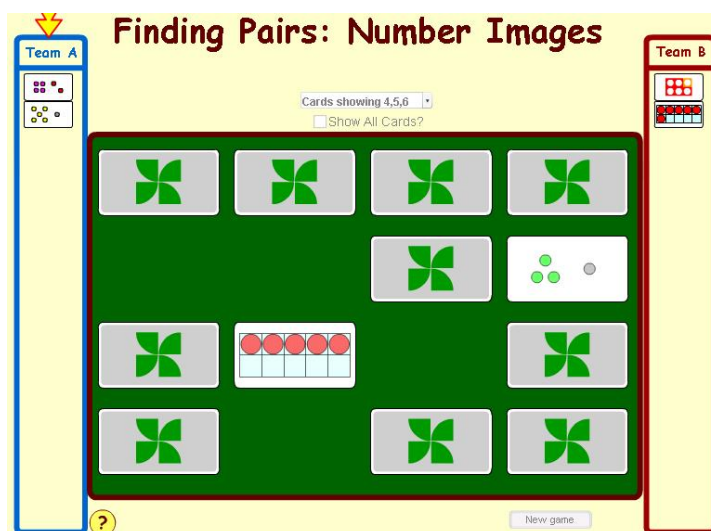 Finding Pairs: Number Images
Team A
Team B
Cards showing 4,5,6
Show All Cards?
?
New game